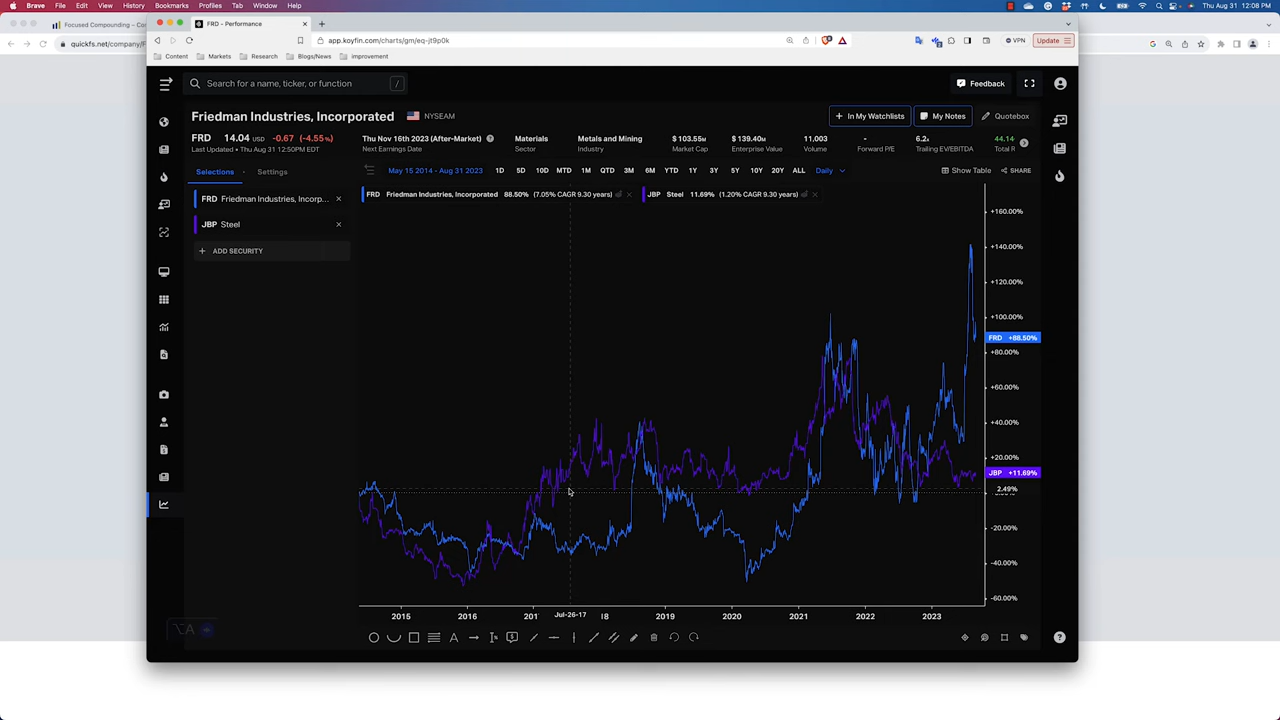 Brave File Edit View History Bookmarks Profiles Tab Window Help Thu Aug 31 12:08 PM
Focused Compounding – Co
FRD - Performance
quickfs.net/company/F
app.koyfin.com/charts/gm/eq-jt9p0k
VPN
Update
Content Markets Research Blogs/News improvement
Search for a name, ticker, or function /
Feedback
Friedman Industries, Incorporated NYSEAM
In My Watchlists
My Notes
Quotebox
FRD 14.04 USD -0.67 (-4.55%)
Last Updated • Thu Aug 31 12:50PM EDT
Thu Nov 16th 2023 (After-Market)
Next Earnings Date
Materials
Sector
Metals and Mining
Industry
$ 103.55M
Market Cap
$ 139.40M
Enterprise Value
11,003
Volume
-
Forward P/E
6.2x
Trailing EV/EBITDA
44.14
Total R
Selections Settings
May 15 2014 - Aug 31 2023 1D 5D 10D MTD 1M QTD 3M 6M YTD 1Y 3Y 5Y 10Y 20Y ALL Daily
Show Table SHARE
FRD Friedman Industries, Incorp...
JBP Steel
+ ADD SECURITY
FRD Friedman Industries, Incorporated 88.50% (7.05% CAGR 9.30 years)
JBP Steel 11.69% (1.20% CAGR 9.30 years)
+160.00%
+140.00%
+120.00%
+100.00%
FRD +88.50%
+80.00%
+60.00%
+40.00%
+20.00%
JBP +11.69%
2.49%
-20.00%
-40.00%
-60.00%
2015 2016 201 Jul-26-17 18 2019 2020 2021 2022 2023